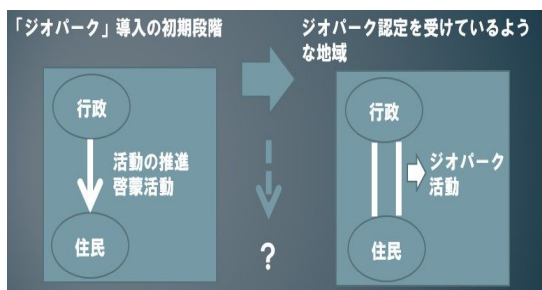 「ジオパーク」導入の初期段階
行政
活動の推進
啓蒙活動
住民
?
ジオパーク認定を受けているよう
な地域
行政
ジオパーク
活動
住民